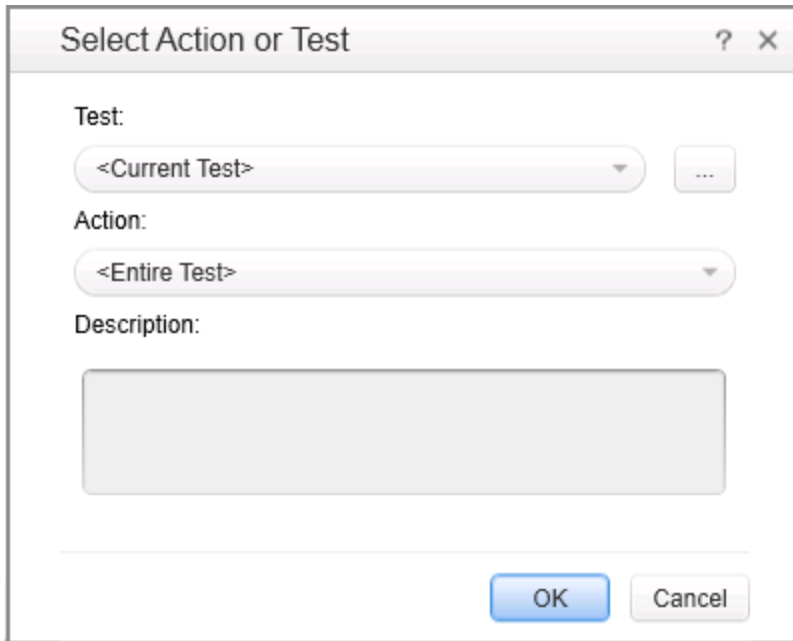 Select Action or Test ? ×
Test:
<Current Test> ...
Action:
<Entire Test>
Description:
OK Cancel